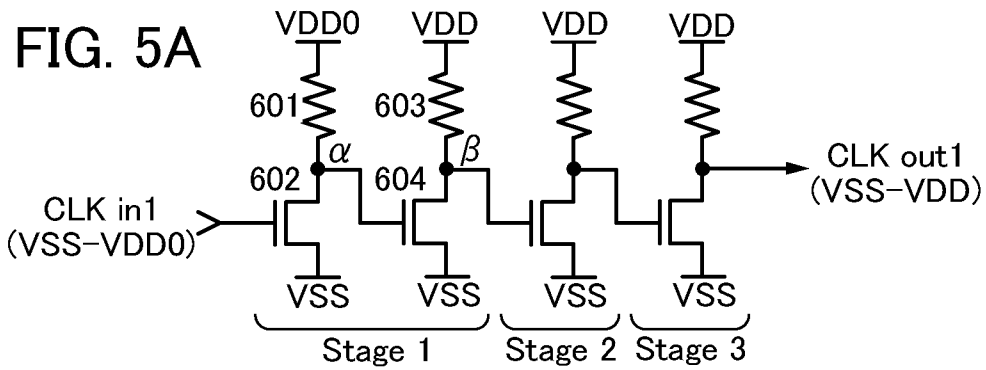 FIG. 5A
VDD0 VDD VDD VDD
601 603
α β
602 604
CLK in1
(VSS-VDD0)
CLK out1
(VSS-VDD)
VSS VSS VSS VSS
Stage 1 Stage 2 Stage 3